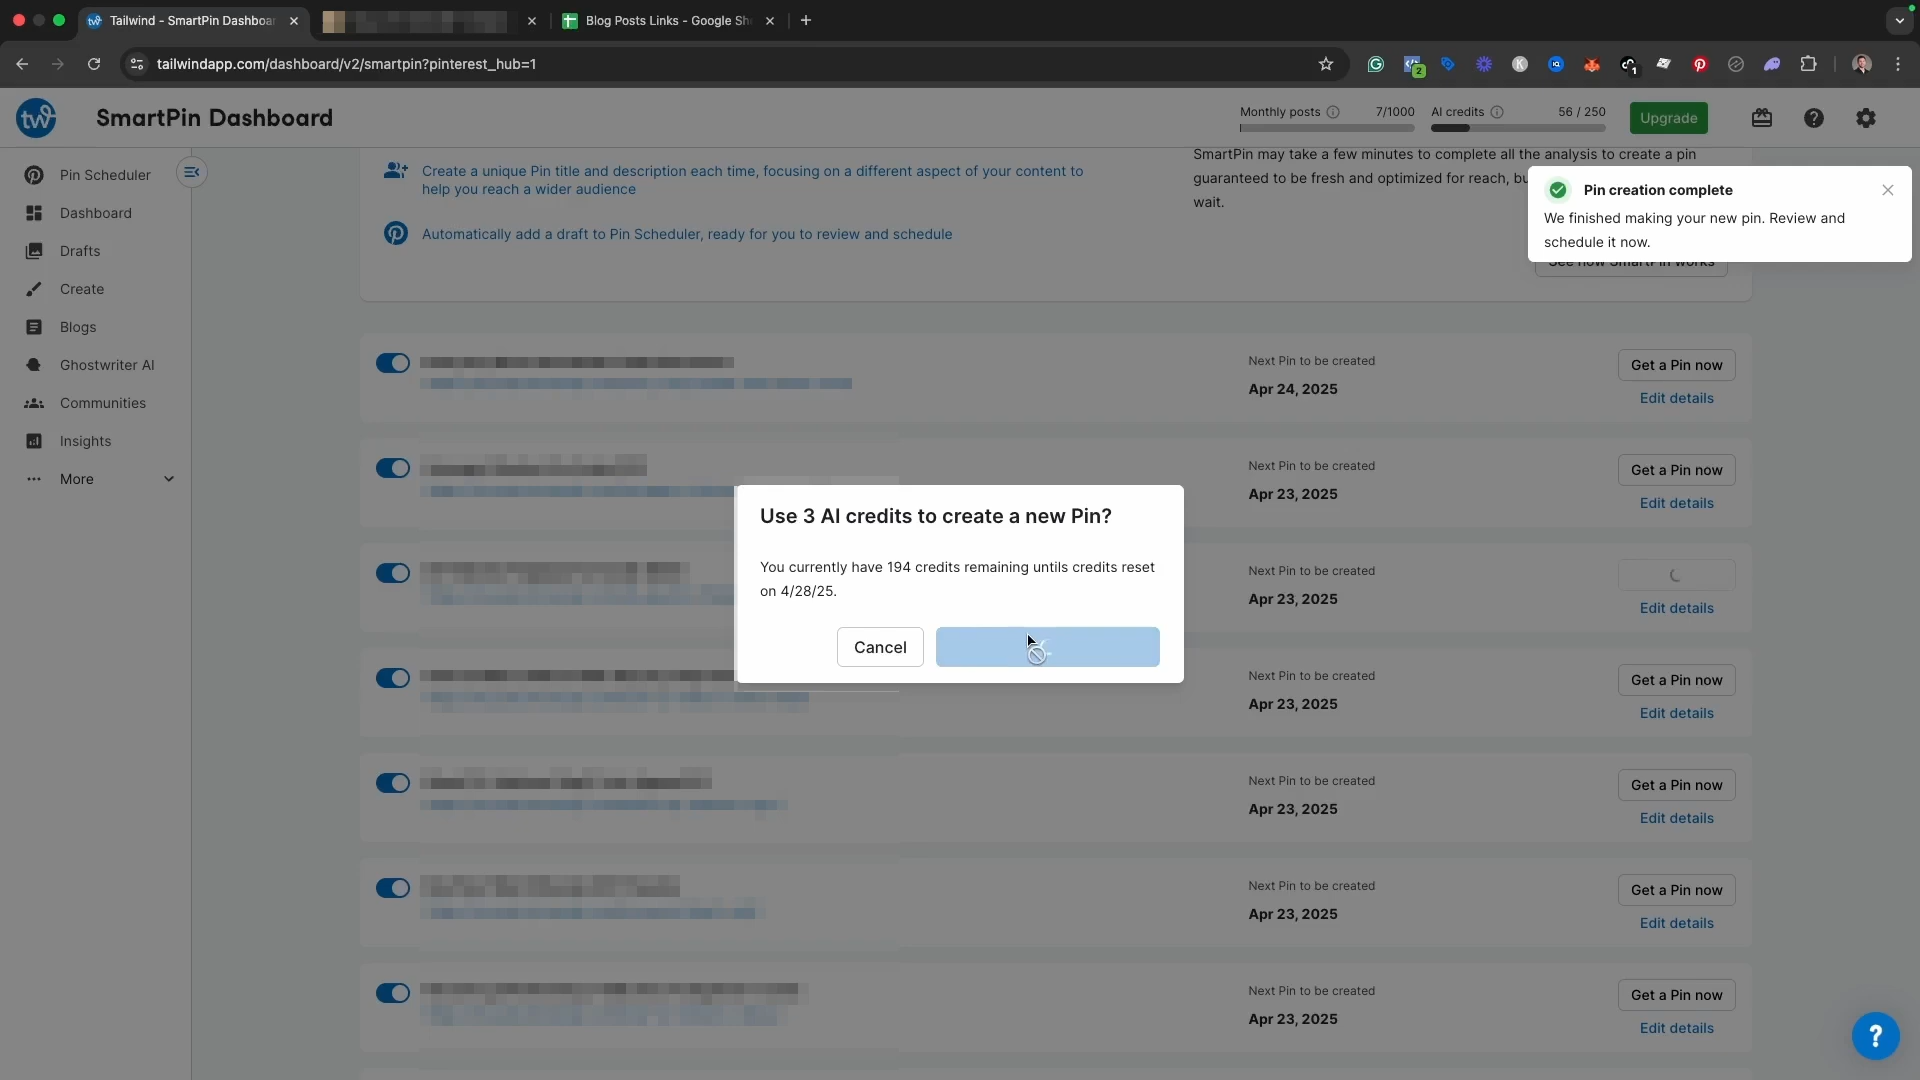 Tailwind - SmartPin Dashboar
Blog Posts Links - Google She
tailwindapp.com/dashboard/v2/smartpin?pinterest_hub=1
2
1
tw
SmartPin Dashboard
Monthly posts
7/1000
AI credits
56 / 250
Upgrade
Pin Scheduler
Dashboard
Drafts
Create
Blogs
Ghostwriter AI
Communities
Insights
More
Create a unique Pin title and description each time, focusing on a different aspect of your content to
help you reach a wider audience
Automatically add a draft to Pin Scheduler, ready for you to review and schedule
SmartPin may take a few minutes to complete all the analysis to create a pin
guaranteed to be fresh and optimized for reach, bu
wait.
See how SmartPin works
Pin creation complete
We finished making your new pin. Review and
schedule it now.
Next Pin to be created
Apr 24, 2025
Get a Pin now
Edit details
Next Pin to be created
Apr 23, 2025
Get a Pin now
Edit details
Next Pin to be created
Apr 23, 2025
Edit details
Next Pin to be created
Apr 23, 2025
Get a Pin now
Edit details
Next Pin to be created
Apr 23, 2025
Get a Pin now
Edit details
Next Pin to be created
Apr 23, 2025
Get a Pin now
Edit details
Next Pin to be created
Apr 23, 2025
Get a Pin now
Edit details
Use 3 AI credits to create a new Pin?
You currently have 194 credits remaining untils credits reset
on 4/28/25.
Cancel
?